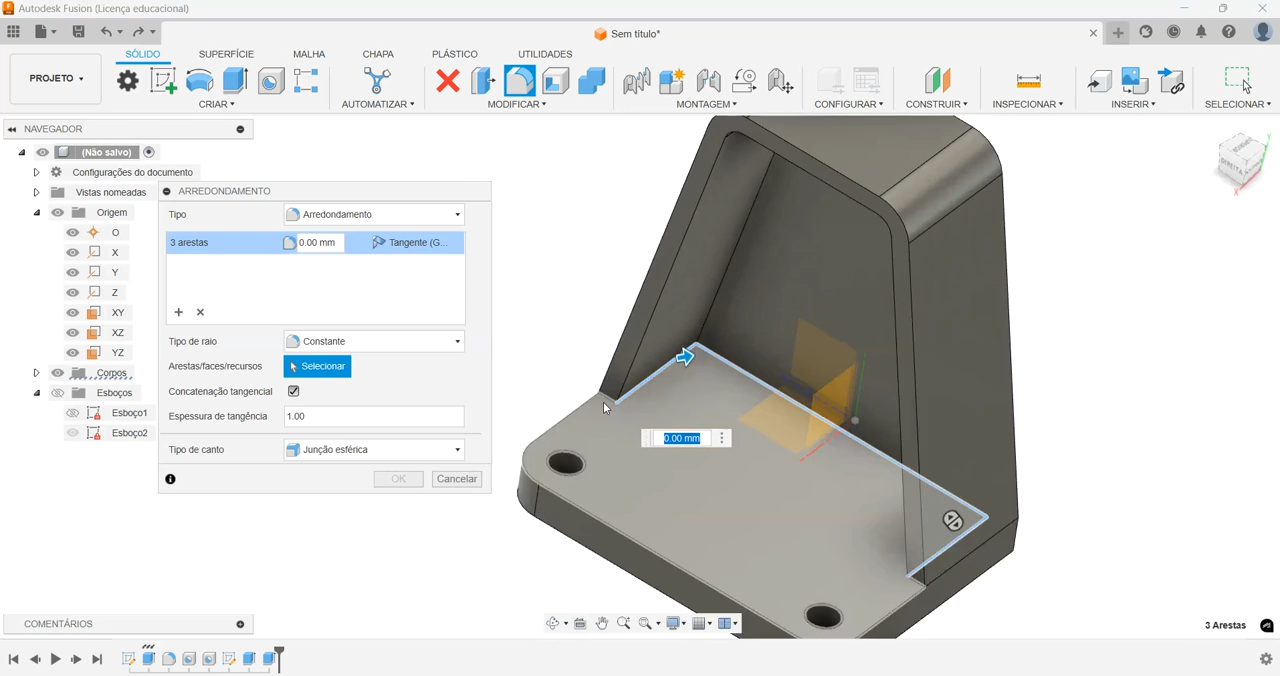 Autodesk Fusion (Licença educacional)
Sem título*
PROJETO
SÓLIDO
SUPERFÍCIE
MALHA
CHAPA
PLÁSTICO
UTILIDADES
CRIAR
AUTOMATIZAR
MODIFICAR
MONTAGEM
CONFIGURAR
CONSTRUIR
INSPECIONAR
INSERIR
SELECIONAR
NAVEGADOR
(Não salvo)
Configurações do documento
Vistas nomeadas
Origem
O
X
Y
Z
XY
XZ
YZ
Corpos
Esboços
Esboço1
Esboço2
ARREDONDAMENTO
Tipo Arredondamento
3 arestas 0.00 mm Tangente (G...
Tipo de raio Constante
Arestas/faces/recursos Selecionar
Concatenação tangencial
Espessura de tangência 1.00
Tipo de canto Junção esférica
OK Cancelar
0.00 mm
DIREITA
COMENTÁRIOS
3 Arestas